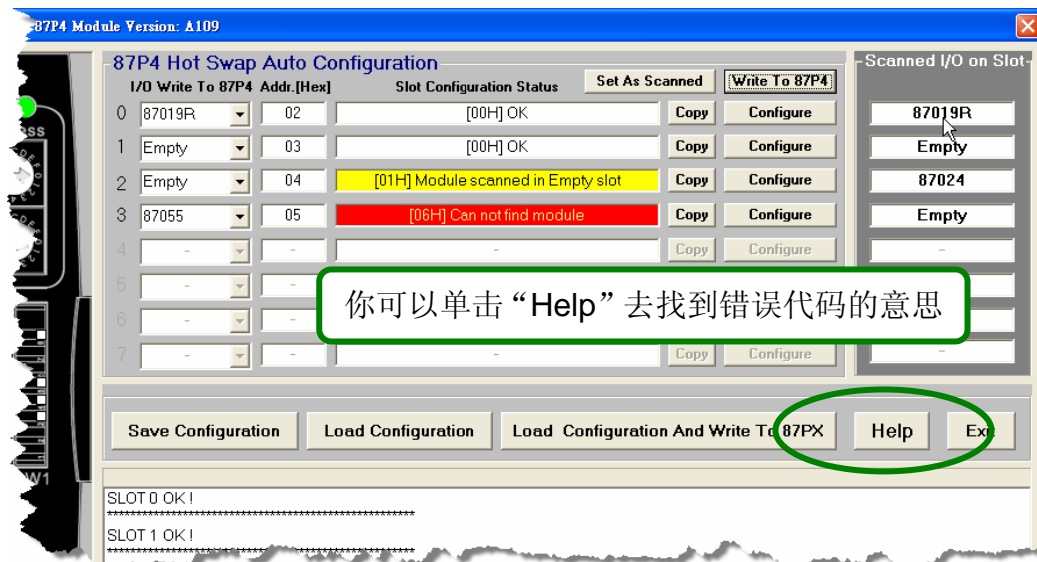 87P4 Module Version: A109
87P4 Hot Swap Auto Configuration
Scanned I/O on Slot
I/O Write To 87P4 Addr.[Hex] Slot Configuration Status Set As Scanned Write To 87P4
0 87019R 02 [00H] OK Copy Configure 87019R
1 Empty 03 [00H] OK Copy Configure Empty
2 Empty 04 [01H] Module scanned in Empty slot Copy Configure 87024
3 87055 05 [06H] Can not find module Copy Configure Empty
4 - - - Copy Configure -
5 - -
你可以单击“Help”去找到错误代码的意思
6 - -
7 - - - Copy Configure -
Save Configuration Load Configuration Load Configuration And Write To 87PX Help Exit
W1
SLOT 0 OK !
********************************************************
SLOT 1 OK !
********************************************************